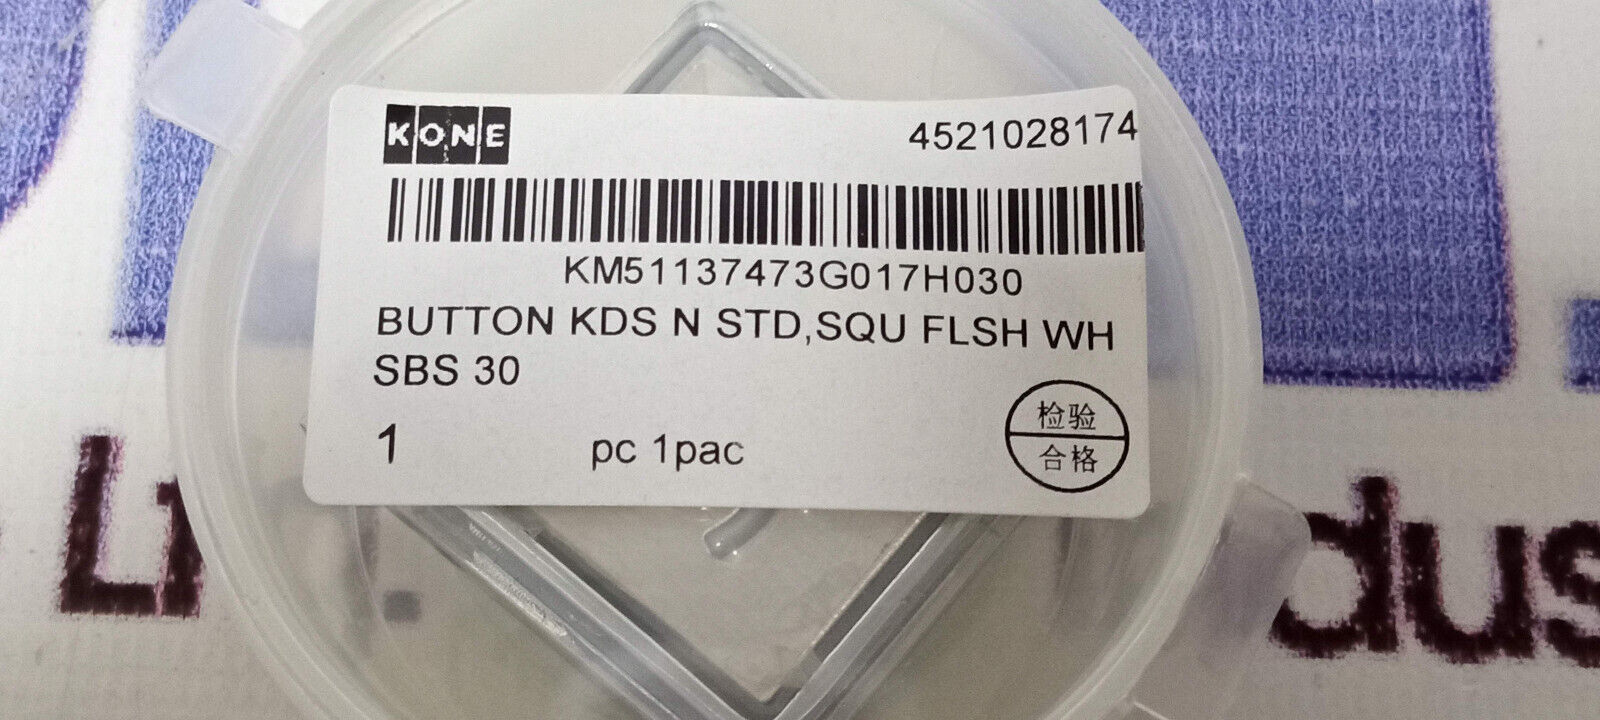 KONE
4521028174
KM51137473G017H030
BUTTON KDS N STD,SQU FLSH WH
SBS 30
1 pc 1pac
检验
合格